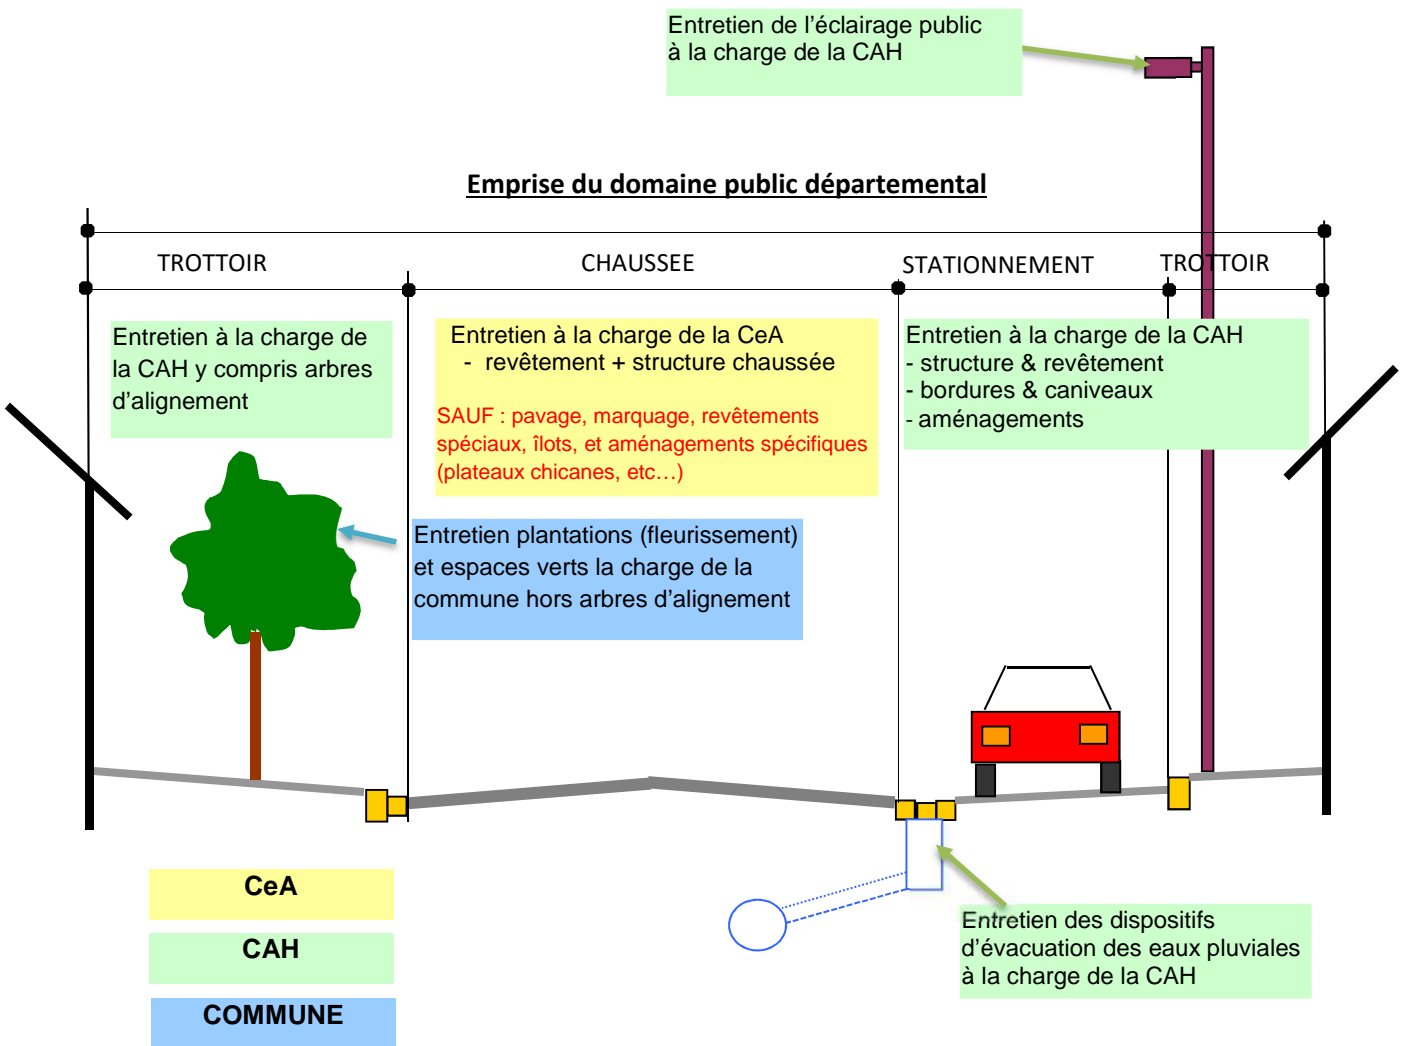 Entretien de l’éclairage public
à la charge de la CAH
Emprise du domaine public départemental
TROTTOIR
CHAUSSEE
STATIONNEMENT
TROTTOIR
Entretien à la charge de
la CAH y compris arbres
d’alignement
Entretien à la charge de la CeA
- revêtement + structure chaussée
SAUF : pavage, marquage, revêtements
spéciaux, îlots, et aménagements spécifiques
(plateaux chicanes, etc…)
Entretien à la charge de la CAH
- structure & revêtement
- bordures & caniveaux
- aménagements
Entretien plantations (fleurissement)
et espaces verts la charge de la
commune hors arbres d’alignement
Entretien des dispositifs
d’évacuation des eaux pluviales
à la charge de la CAH
CeA
CAH
COMMUNE